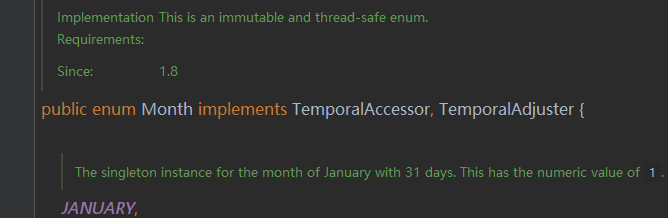 Implementation This is an immutable and thread-safe enum.
Requirements:
Since: 1.8
public enum Month implements TemporalAccessor, TemporalAdjuster {
The singleton instance for the month of January with 31 days. This has the numeric value of 1 .
JANUARY,